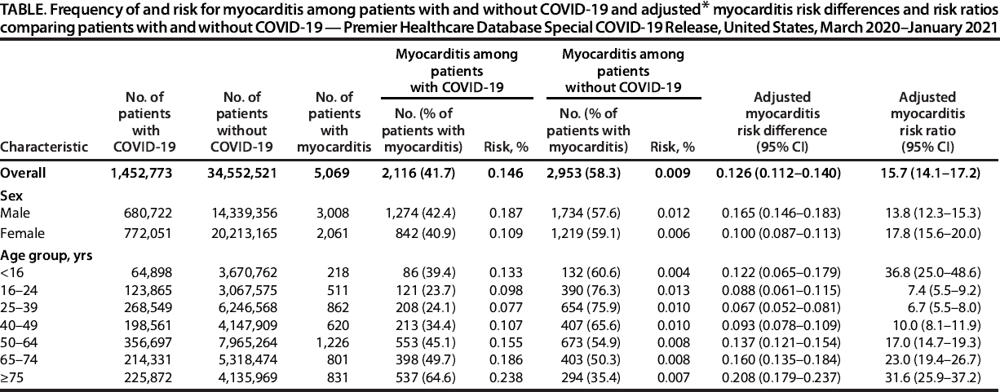 TABLE. Frequency of and risk for myocarditis among patients with and without COVID-19 and adjusted* myocarditis risk differences and risk ratios
comparing patients with and without COVID-19 — Premier Healthcare Database Special COVID-19 Release, United States, March 2020–January 2021
Myocarditis among patients with COVID-19
Myocarditis among patients without COVID-19
Characteristic No. of patients with COVID-19 No. of patients without COVID-19 No. of patients with myocarditis No. (% of patients with myocarditis) Risk, % No. (% of patients with myocarditis) Risk, % Adjusted myocarditis risk difference (95% CI) Adjusted myocarditis risk ratio (95% CI)
Overall 1,452,773 34,552,521 5,069 2,116 (41.7) 0.146 2,953 (58.3) 0.009 0.126 (0.112–0.140) 15.7 (14.1–17.2)
Sex
Male 680,722 14,339,356 3,008 1,274 (42.4) 0.187 1,734 (57.6) 0.012 0.165 (0.146–0.183) 13.8 (12.3–15.3)
Female 772,051 20,213,165 2,061 842 (40.9) 0.109 1,219 (59.1) 0.006 0.100 (0.087–0.113) 17.8 (15.6–20.0)
Age group, yrs
<16 64,898 3,670,762 218 86 (39.4) 0.133 132 (60.6) 0.004 0.122 (0.065–0.179) 36.8 (25.0–48.6)
16–24 123,865 3,067,575 511 121 (23.7) 0.098 390 (76.3) 0.013 0.088 (0.061–0.115) 7.4 (5.5–9.2)
25–39 268,549 6,246,568 862 208 (24.1) 0.077 654 (75.9) 0.010 0.067 (0.052–0.081) 6.7 (5.5–8.0)
40–49 198,561 4,147,909 620 213 (34.4) 0.107 407 (65.6) 0.010 0.093 (0.078–0.109) 10.0 (8.1–11.9)
50–64 356,697 7,965,264 1,226 553 (45.1) 0.155 673 (54.9) 0.008 0.137 (0.121–0.154) 17.0 (14.7–19.3)
65–74 214,331 5,318,474 801 398 (49.7) 0.186 403 (50.3) 0.008 0.160 (0.135–0.184) 23.0 (19.4–26.7)
≥75 225,872 4,135,969 831 537 (64.6) 0.238 294 (35.4) 0.007 0.208 (0.179–0.237) 31.6 (25.9–37.2)